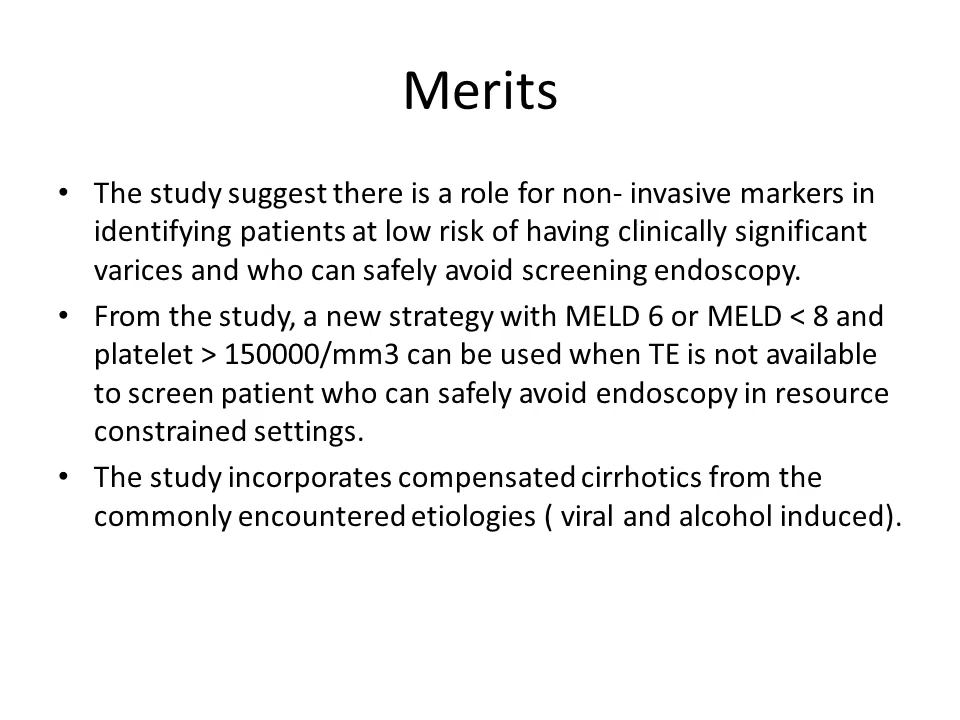 Merits
• The study suggest there is a role for non- invasive markers in
identifying patients at low risk of having clinically significant
varices and who can safely avoid screening endoscopy.
• From the study, a new strategy with MELD 6 or MELD < 8 and
platelet > 150000/mm3 can be used when TE is not available
to screen patient who can safely avoid endoscopy in resource
constrained settings.
• The study incorporates compensated cirrhotics from the
commonly encountered etiologies ( viral and alcohol induced).